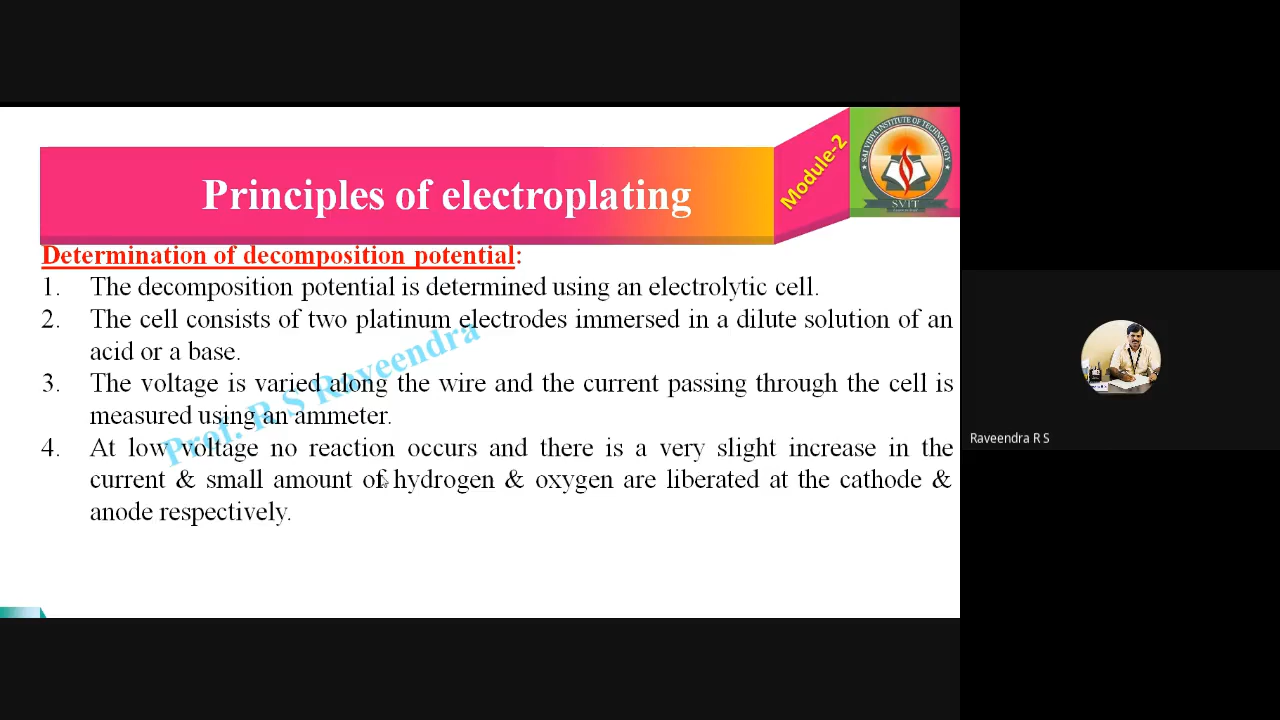 Principles of electroplating
Module-2
★ SAI VIDYA INSTITUTE OF TECHNOLOGY ★
SVIT
Determination of decomposition potential:
1. The decomposition potential is determined using an electrolytic cell.
2. The cell consists of two platinum electrodes immersed in a dilute solution of an
acid or a base.
3. The voltage is varied along the wire and the current passing through the cell is
measured using an ammeter.
4. At low voltage no reaction occurs and there is a very slight increase in the
current & small amount of hydrogen & oxygen are liberated at the cathode &
anode respectively.
Prof. R S Raveendra
Raveendra R S